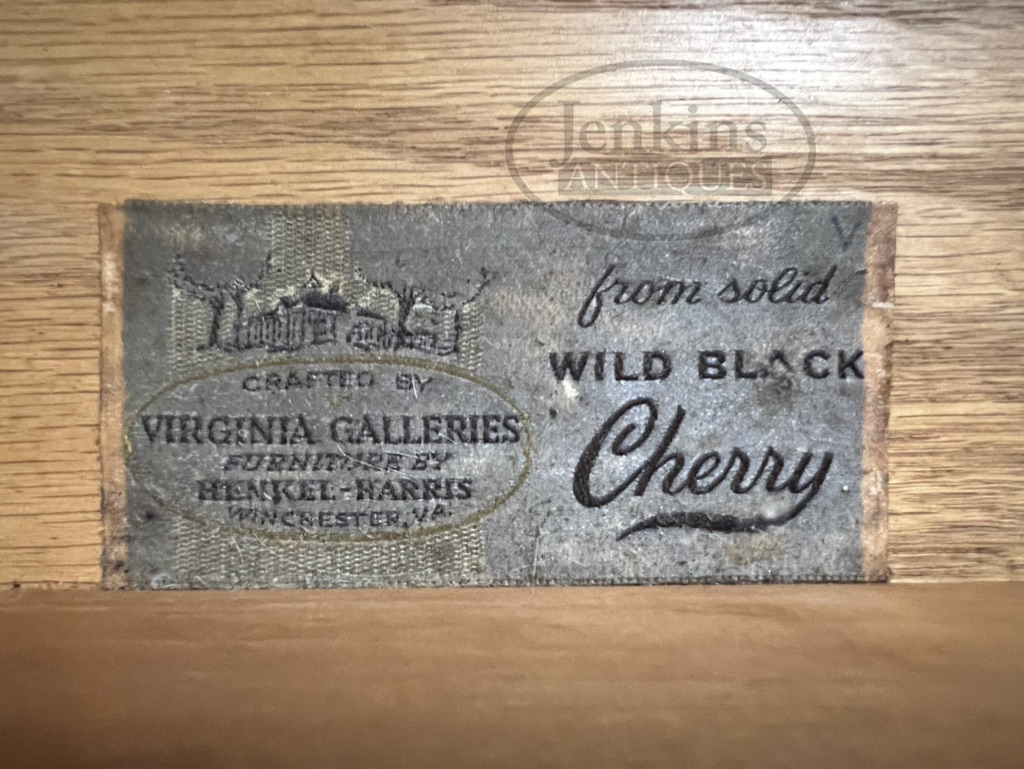 Jenkins
ANTIQUES
CRAFTED BY
VIRGINIA GALLERIES
FURNITURE BY
HENKEL-HARRIS
WINCHESTER, VA.
from solid
WILD BLACK
Cherry